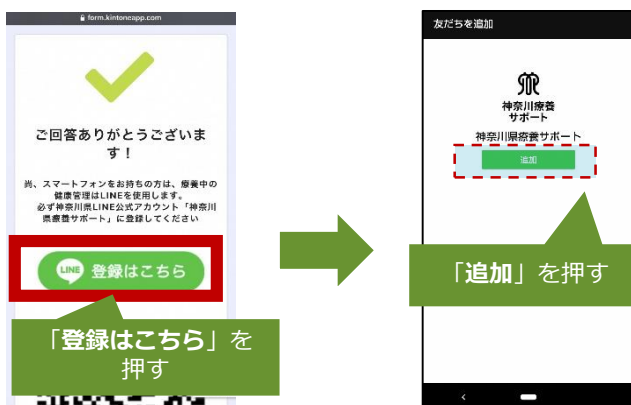 form.kintoneapp.com
ご回答ありがとうございま
す！
尚、スマートフォンをお持ちの方は、療養中の
健康管理はLINEを使用します。
必ず神奈川県LINE公式アカウント「神奈川
県療養サポート」に登録してください
LINE 登録はこちら
「登録はこちら」を
押す
友だちを追加
神奈川療養
サポート
神奈川県療養サポート
追加
「追加」を押す